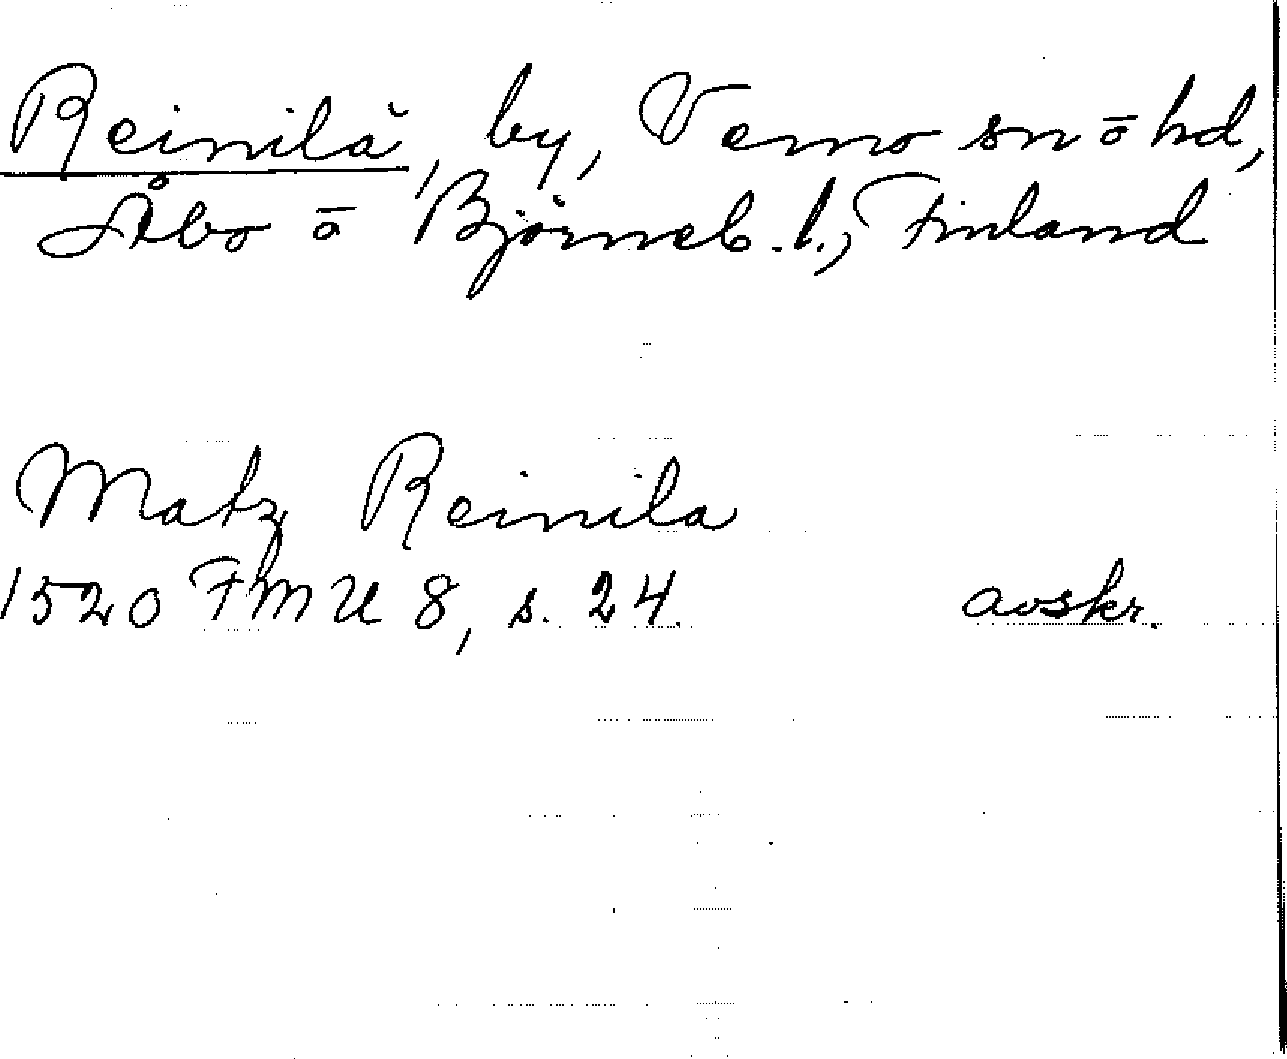 Reinilä, by, Vemo sn ō hd,
Åbo ō Björneb. l., Finland
Matz Reinila
1520 FMU 8, s. 24. avskr.